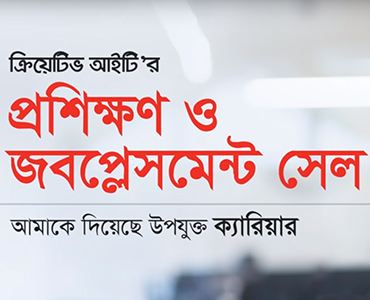 ক্রিয়েটিভ আইটি'র
প্রশিক্ষণ ও
জবপ্লেসমেন্ট সেল
আমাকে দিয়েছে উপযুক্ত ক্যারিয়ার